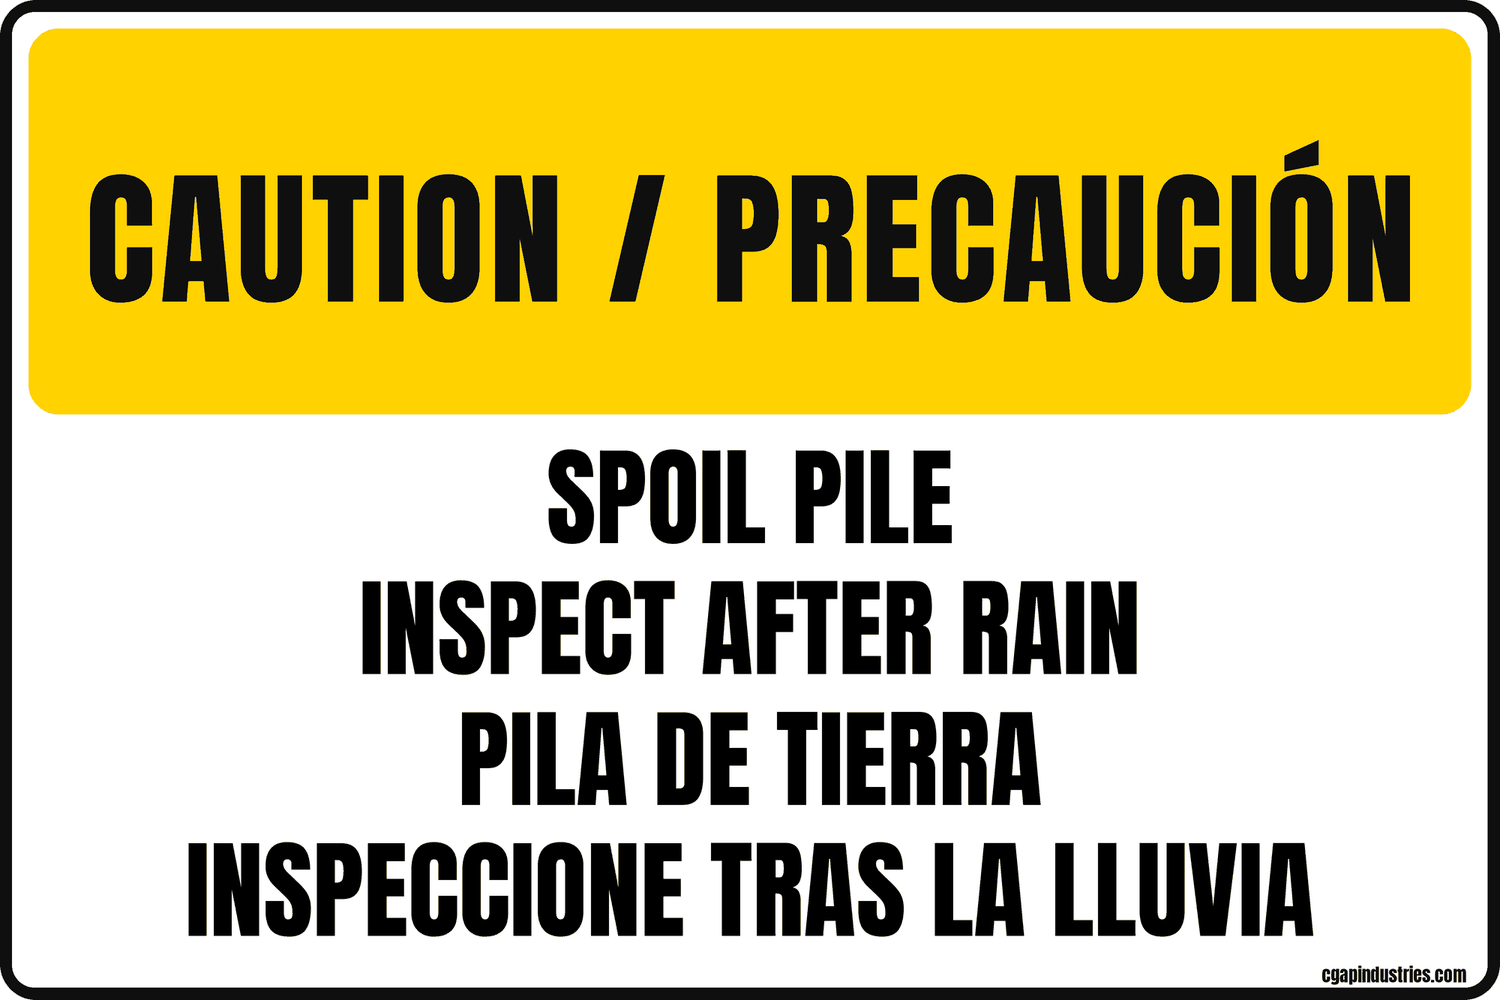 CAUTION / PRECAUCIÓN
SPOIL PILE
INSPECT AFTER RAIN
PILA DE TIERRA
INSPECCIONE TRAS LA LLUVIA
cgapindustries.com